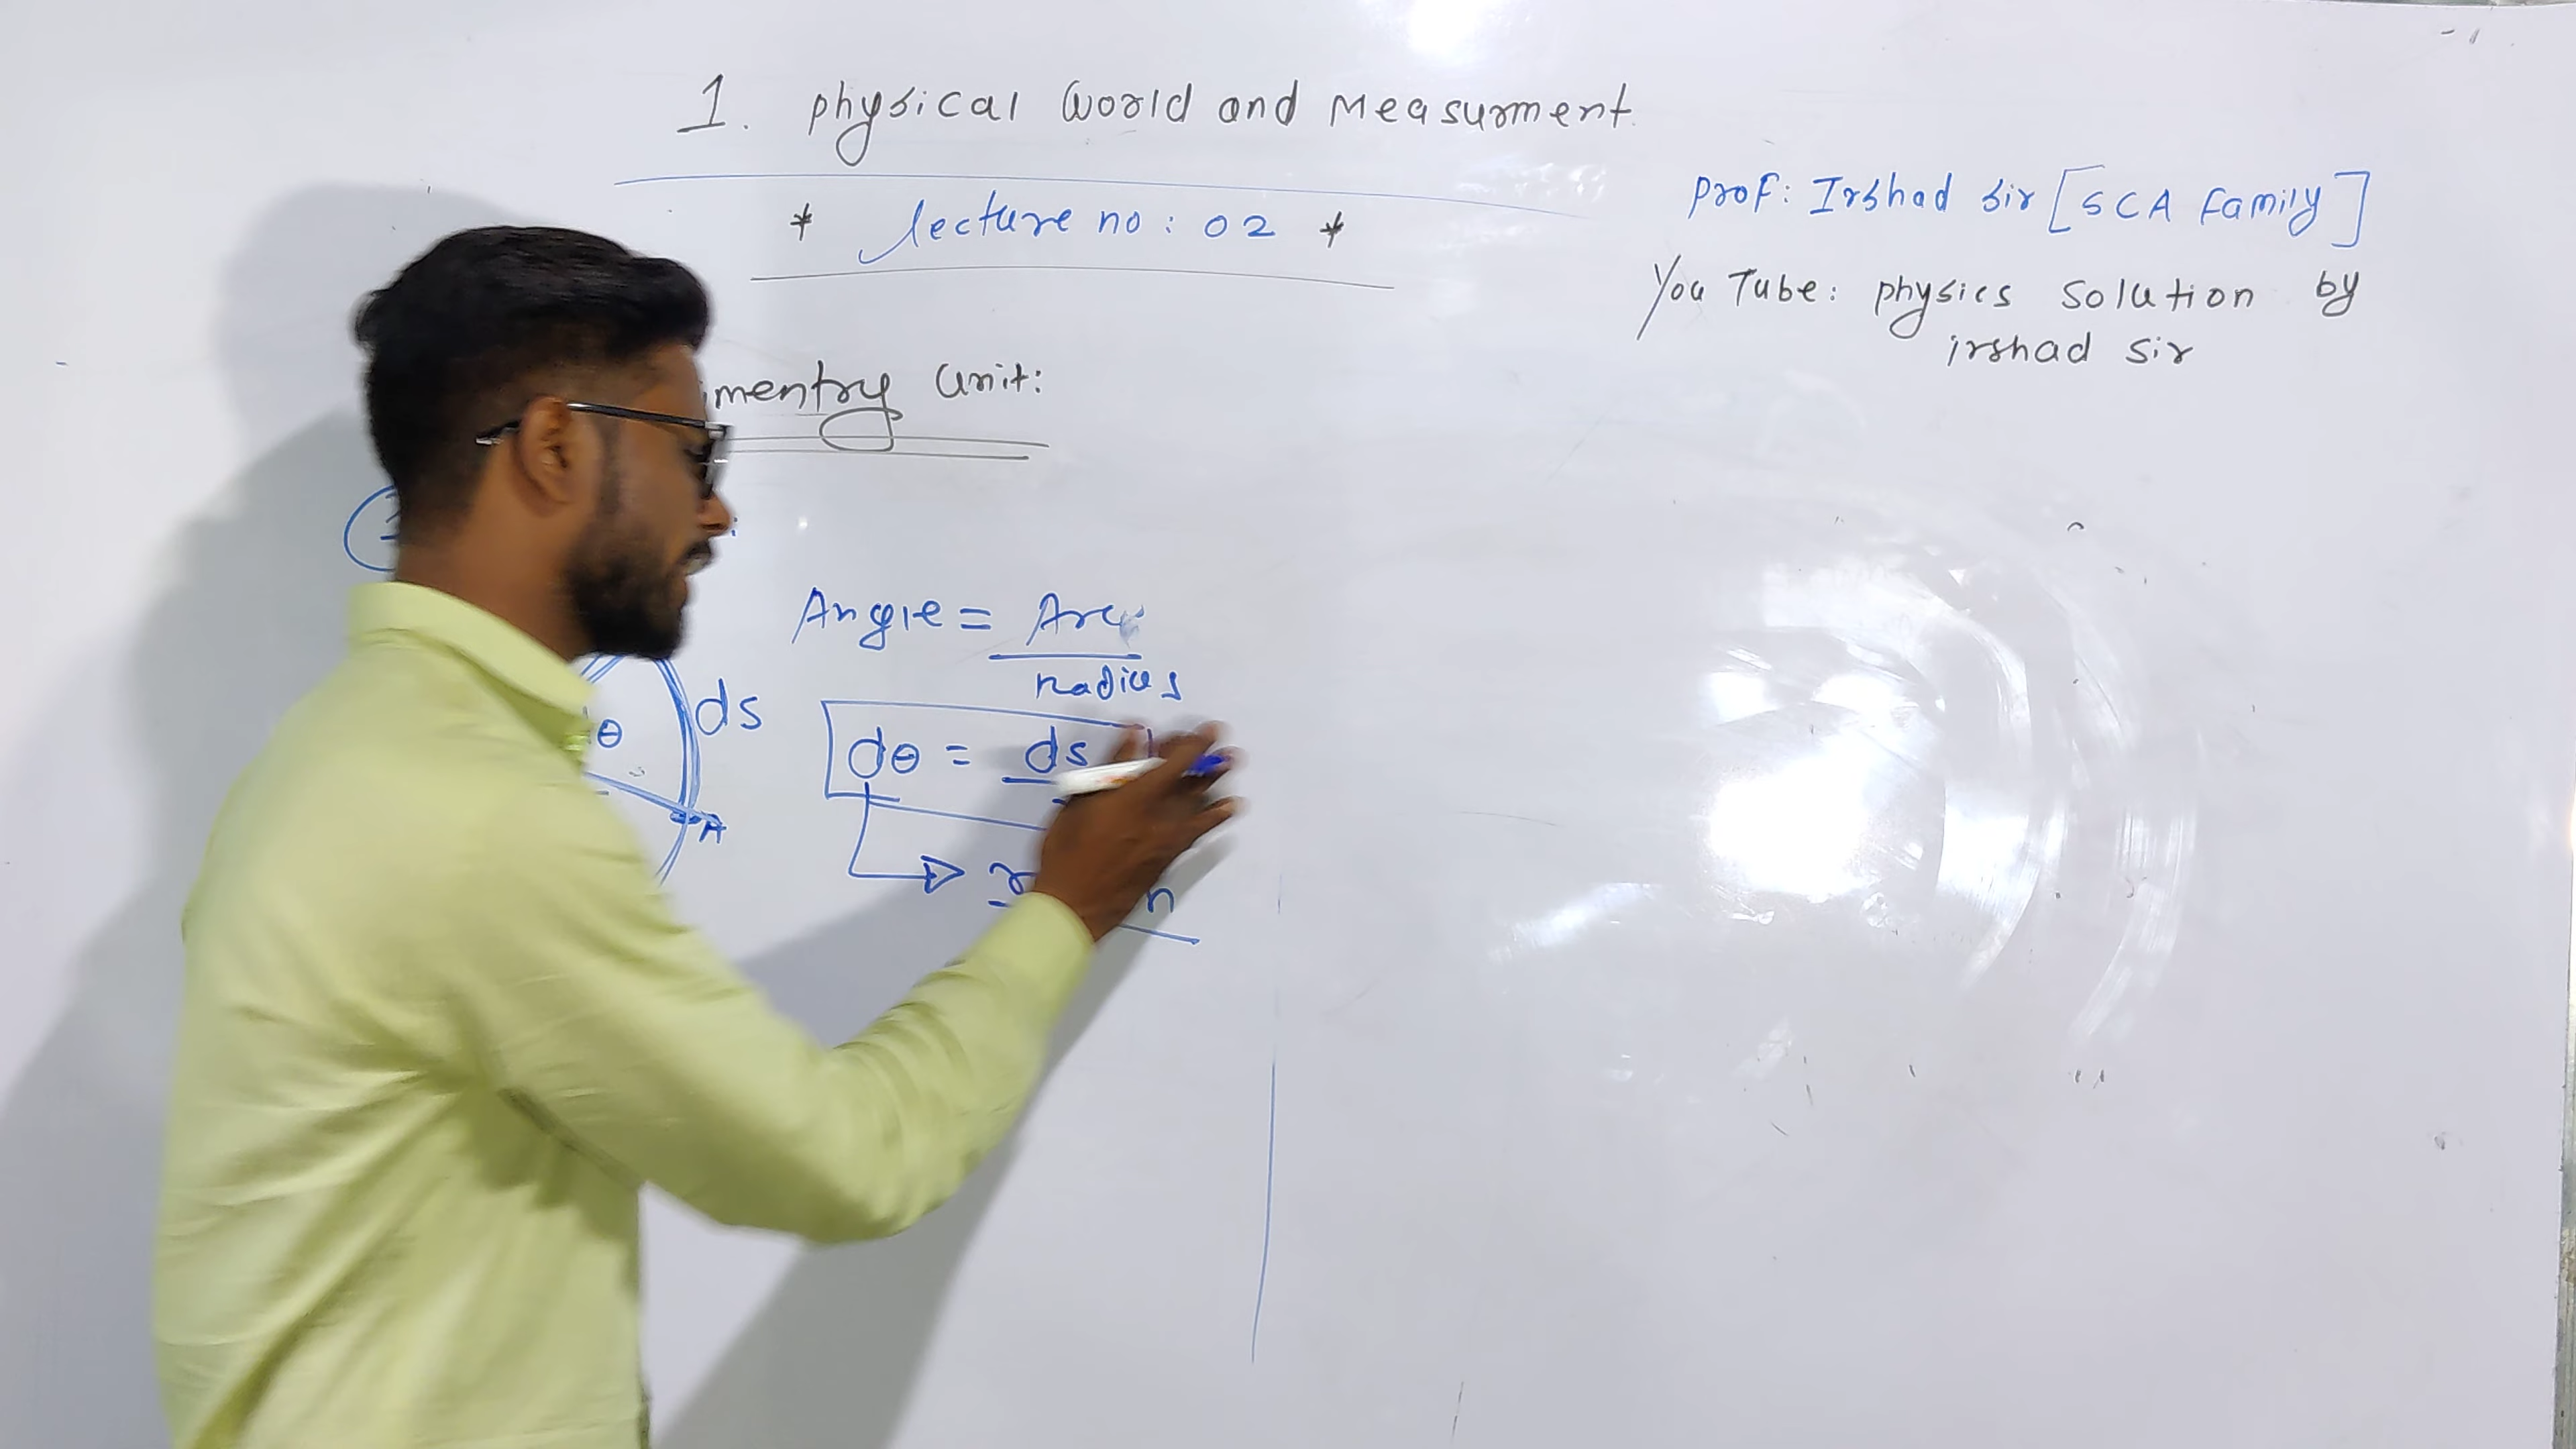 1. physical World and Measurment
* lecture no: 02 *
Prof: Irshad sir [SCA Family]
You Tube: physics solution by
irshad sir
Unit:
Angle = Arc
radius
ds
θ
dθ = ds
A